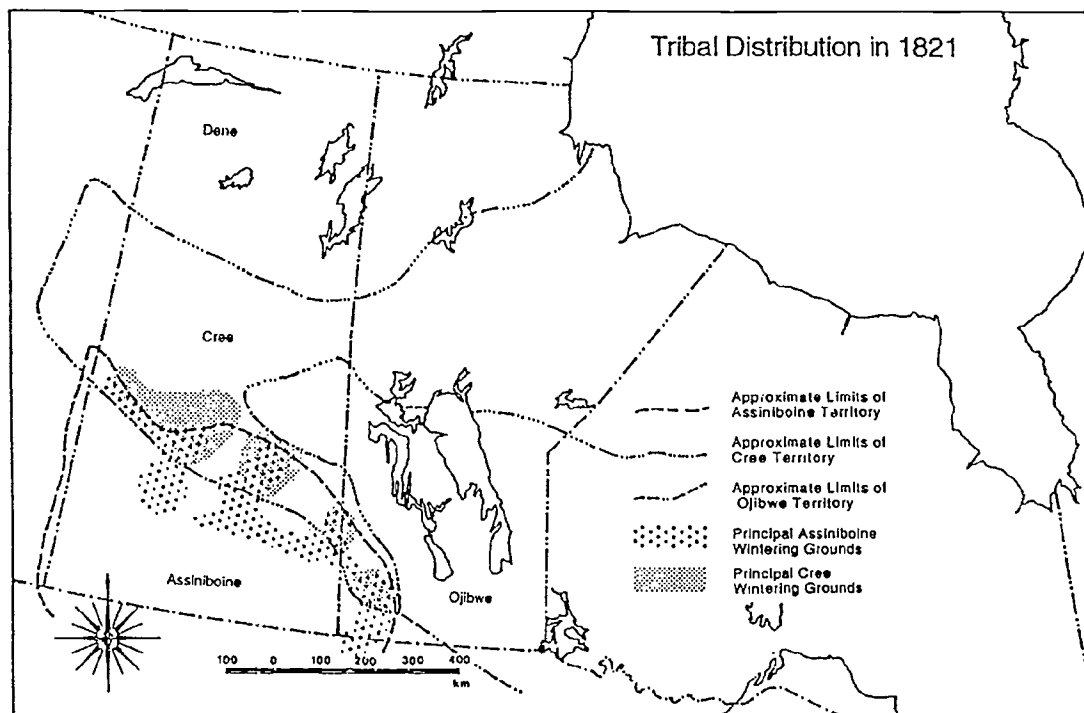 Tribal Distribution in 1821
Dene
Cree
Approximate Limits of
Assiniboine Territory
Approximate Limits of
Cree Territory
Approximate Limits of
Ojibwe Territory
Principal Assiniboine
Wintering Grounds
Principal Cree
Wintering Grounds
Assiniboine
Ojibwe
100 0 100 200 300 400
km